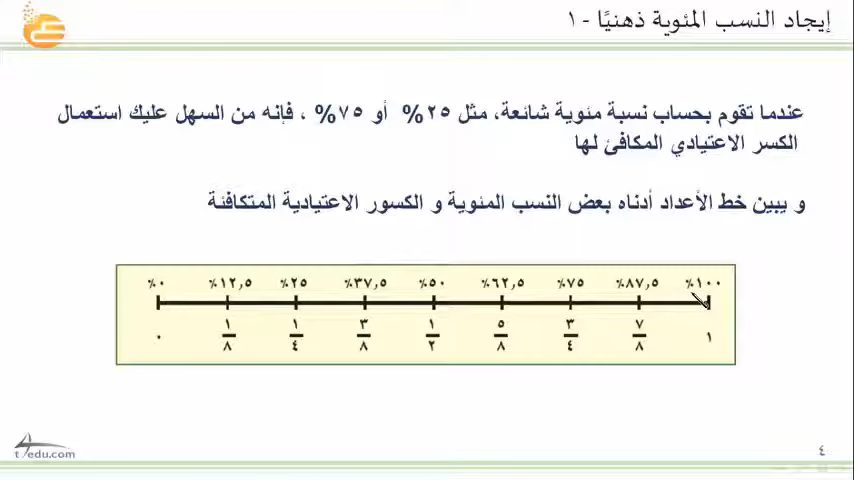 إيجاد النسب المئوية ذهنيًا - ١
عندما تقوم بحساب نسبة مئوية شائعة، مثل ٢٥% أو ٧٥% ، فإنه من السهل عليك استعمال
الكسر الاعتيادي المكافئ لها
و يبين خط الأعداد أدناه بعض النسب المئوية و الكسور الاعتيادية المتكافئة
%٠ %١٢,٥ %٢٥ %٣٧,٥ %٥٠ %٦٢,٥ %٧٥ %٨٧,٥ %١٠٠
٠ ١/٨ ١/٤ ٣/٨ ١/٢ ٥/٨ ٣/٤ ٧/٨ ١
t4edu.com
٤